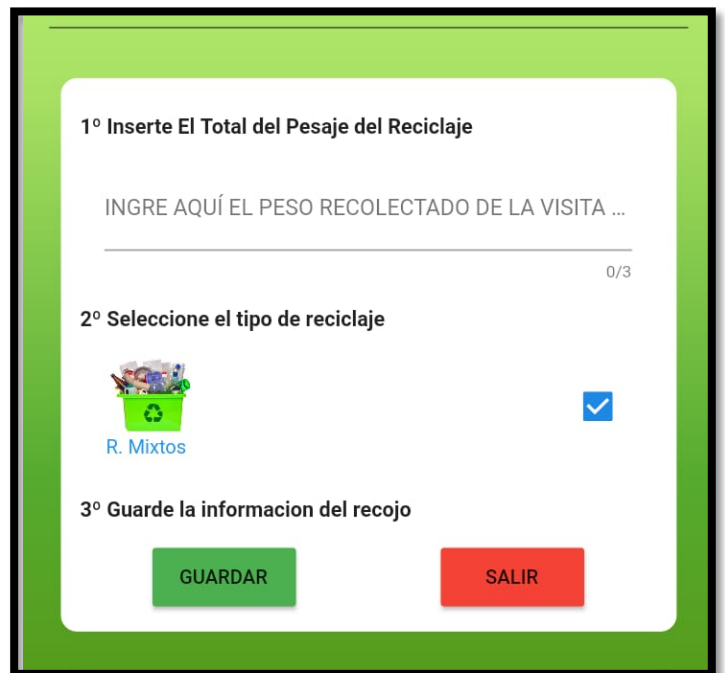 1º Inserte El Total del Pesaje del Reciclaje
INGRE AQUÍ EL PESO RECOLECTADO DE LA VISITA ...
0/3
2º Seleccione el tipo de reciclaje
R. Mixtos
3º Guarde la informacion del recojo
GUARDAR SALIR